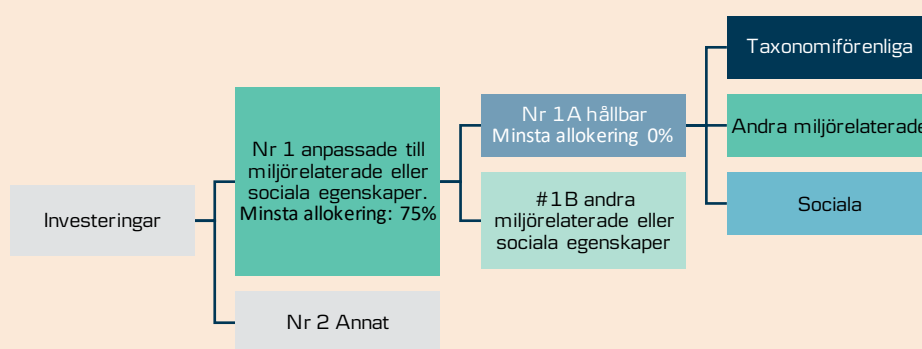 Investeringar
Nr 1 anpassade till
miljörelaterade eller
sociala egenskaper.
Minsta allokering: 75%
Nr 2 Annat
Nr 1A hållbar
Minsta allokering 0%
#1B andra
miljörelaterade eller
sociala egenskaper
Taxonomiförenliga
Andra miljörelaterade
Sociala